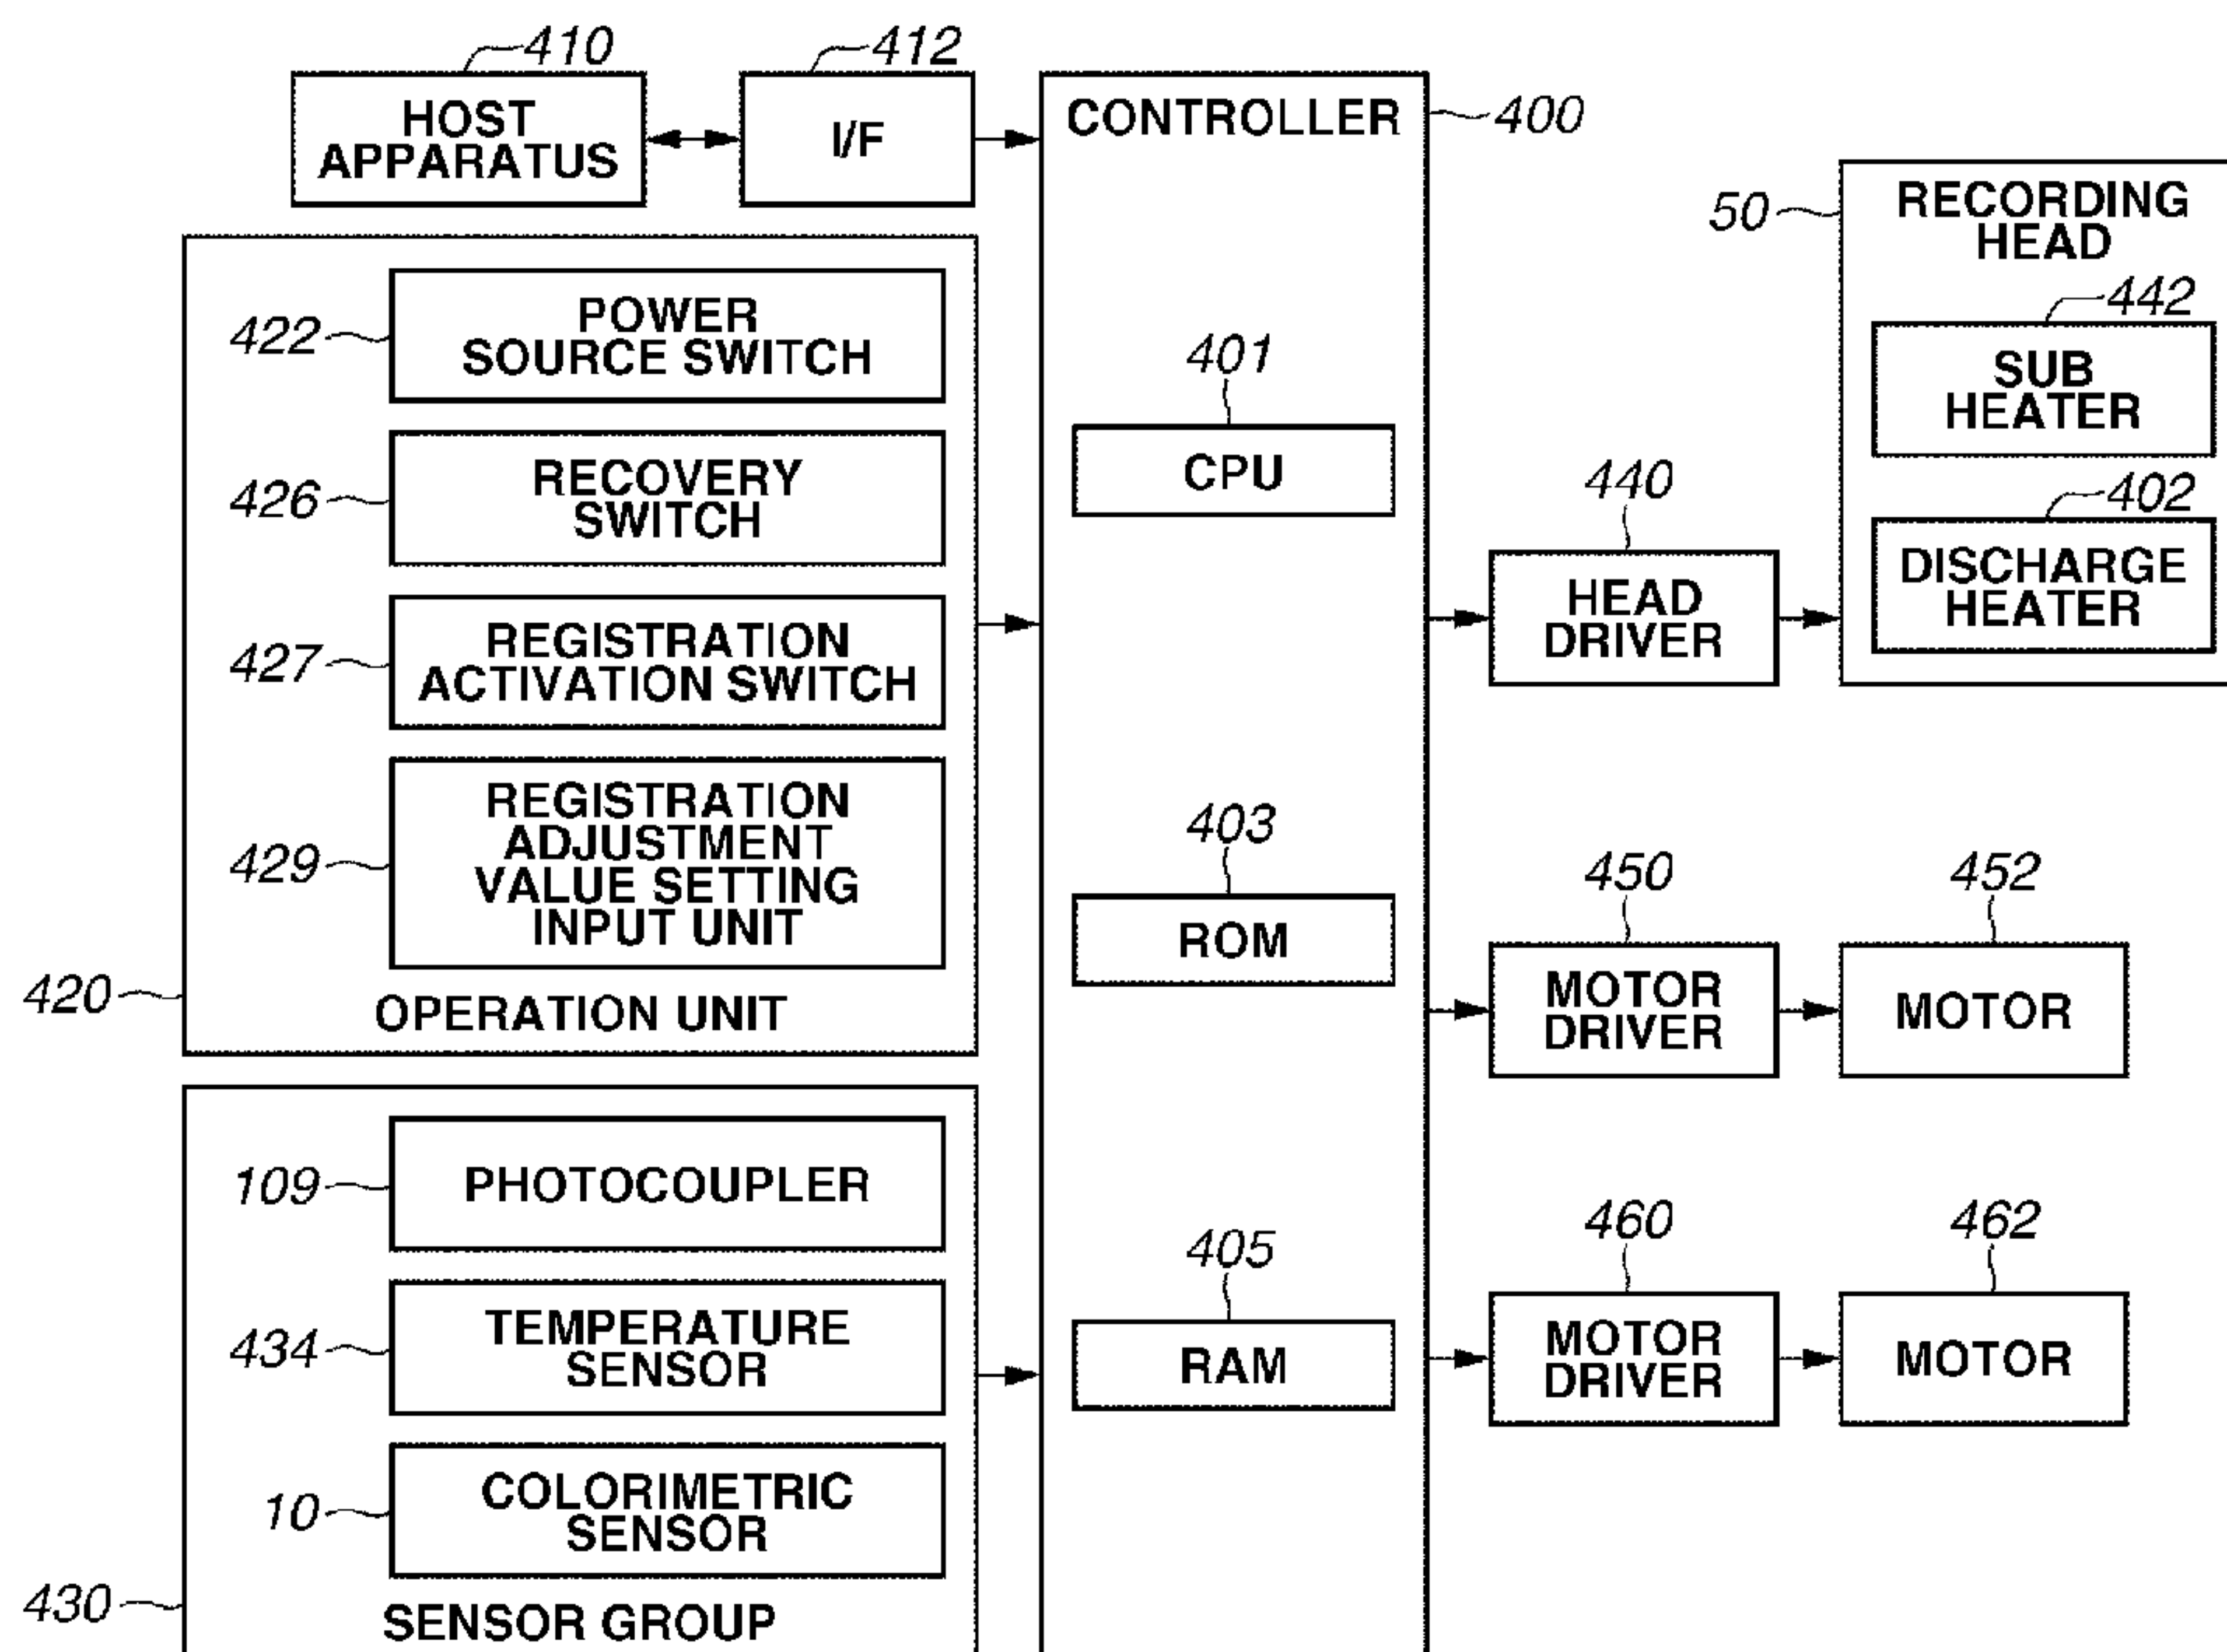 410
HOST
APPARATUS
412
I/F
CONTROLLER
400
401
CPU
403
ROM
405
RAM
422
POWER
SOURCE SWITCH
426
RECOVERY
SWITCH
427
REGISTRATION
ACTIVATION SWITCH
429
REGISTRATION
ADJUSTMENT
VALUE SETTING
INPUT UNIT
420
OPERATION UNIT
109
PHOTOCOUPLER
434
TEMPERATURE
SENSOR
10
COLORIMETRIC
SENSOR
430
SENSOR GROUP
440
HEAD
DRIVER
50
RECORDING
HEAD
442
SUB
HEATER
402
DISCHARGE
HEATER
450
MOTOR
DRIVER
452
MOTOR
460
MOTOR
DRIVER
462
MOTOR